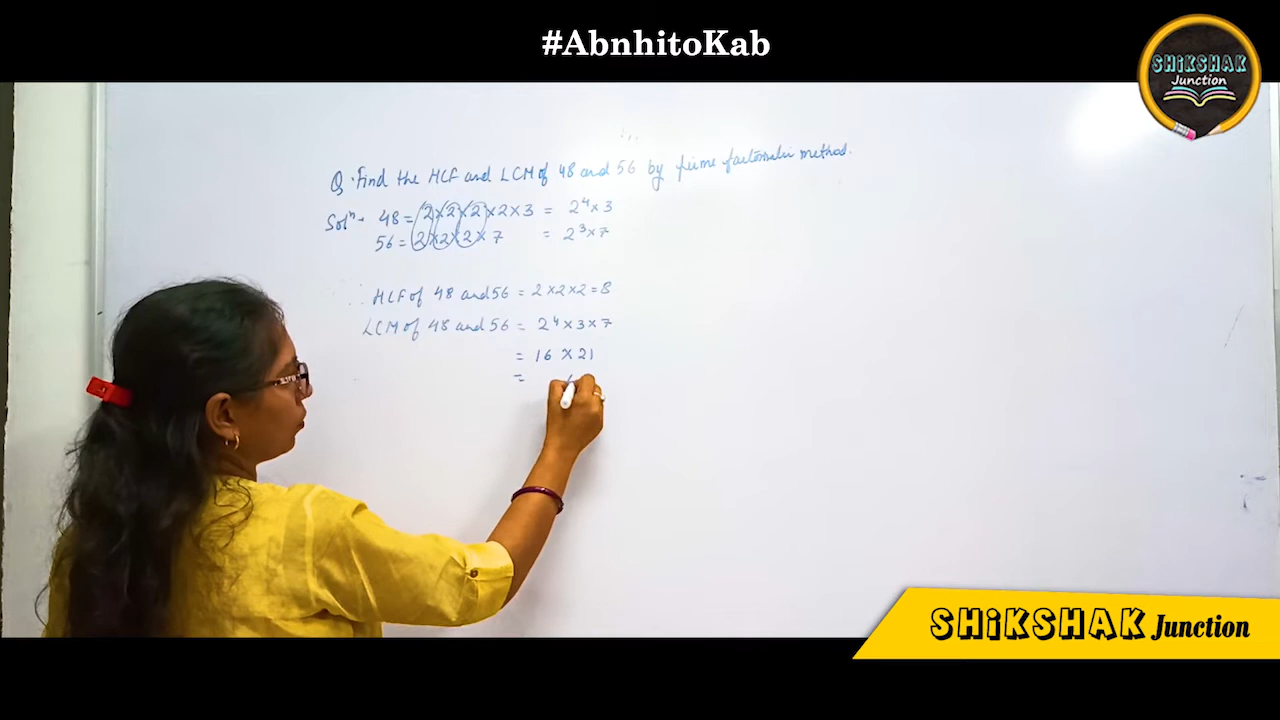 #AbnhitoKab
SHiKSHAK
Junction
Q. Find the HCF and LCM of 48 and 56 by prime factorisation method.
Solⁿ- 48 = 2×2×2×2×3 = 2⁴×3
56 = 2×2×2×7 = 2³×7
∴ HCF of 48 and 56 = 2×2×2=8
LCM of 48 and 56 = 2⁴×3×7
= 16 × 21
=
SHiKSHAK Junction